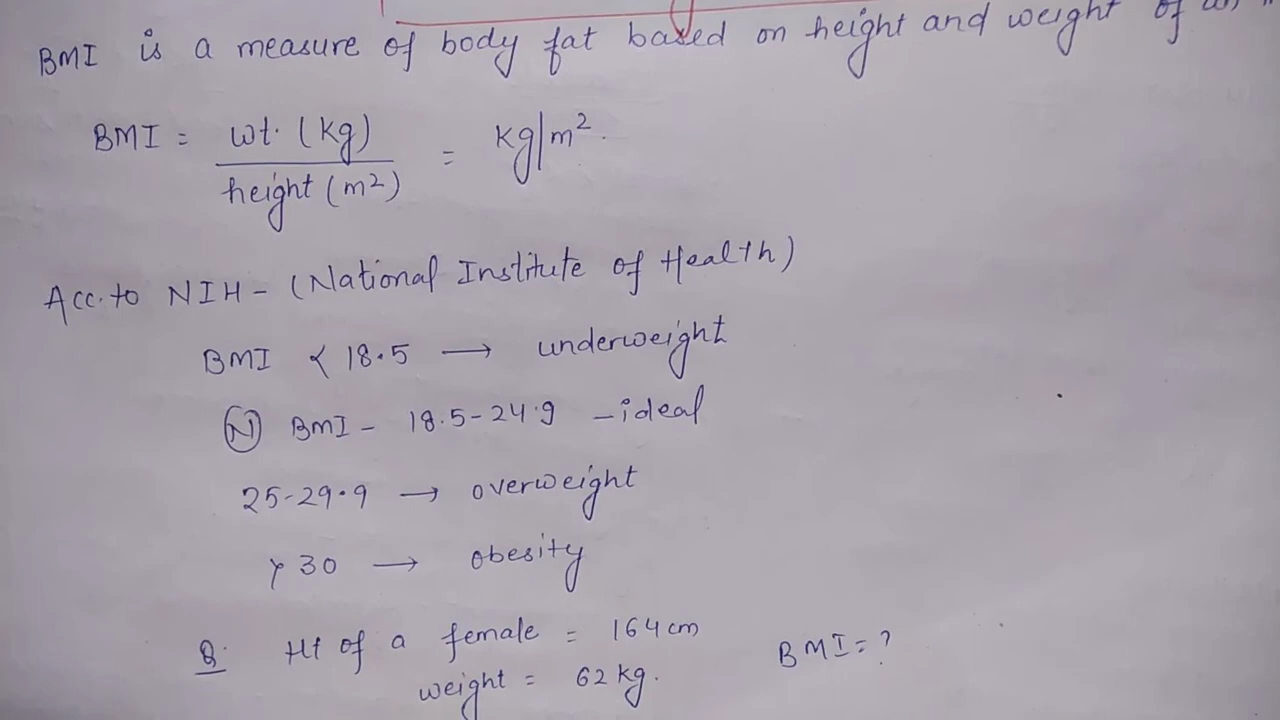 BMI is a measure of body fat based on height and weight of
BMI = wt. (kg) / height (m²) = kg/m².
Acc. to NIH - (National Institute of Health)
BMI < 18.5 → underweight
(N) BMI - 18.5-24.9 - ideal
25-29.9 → overweight
> 30 → obesity
Q. Ht of a female = 164 cm BMI = ?
weight = 62 kg.